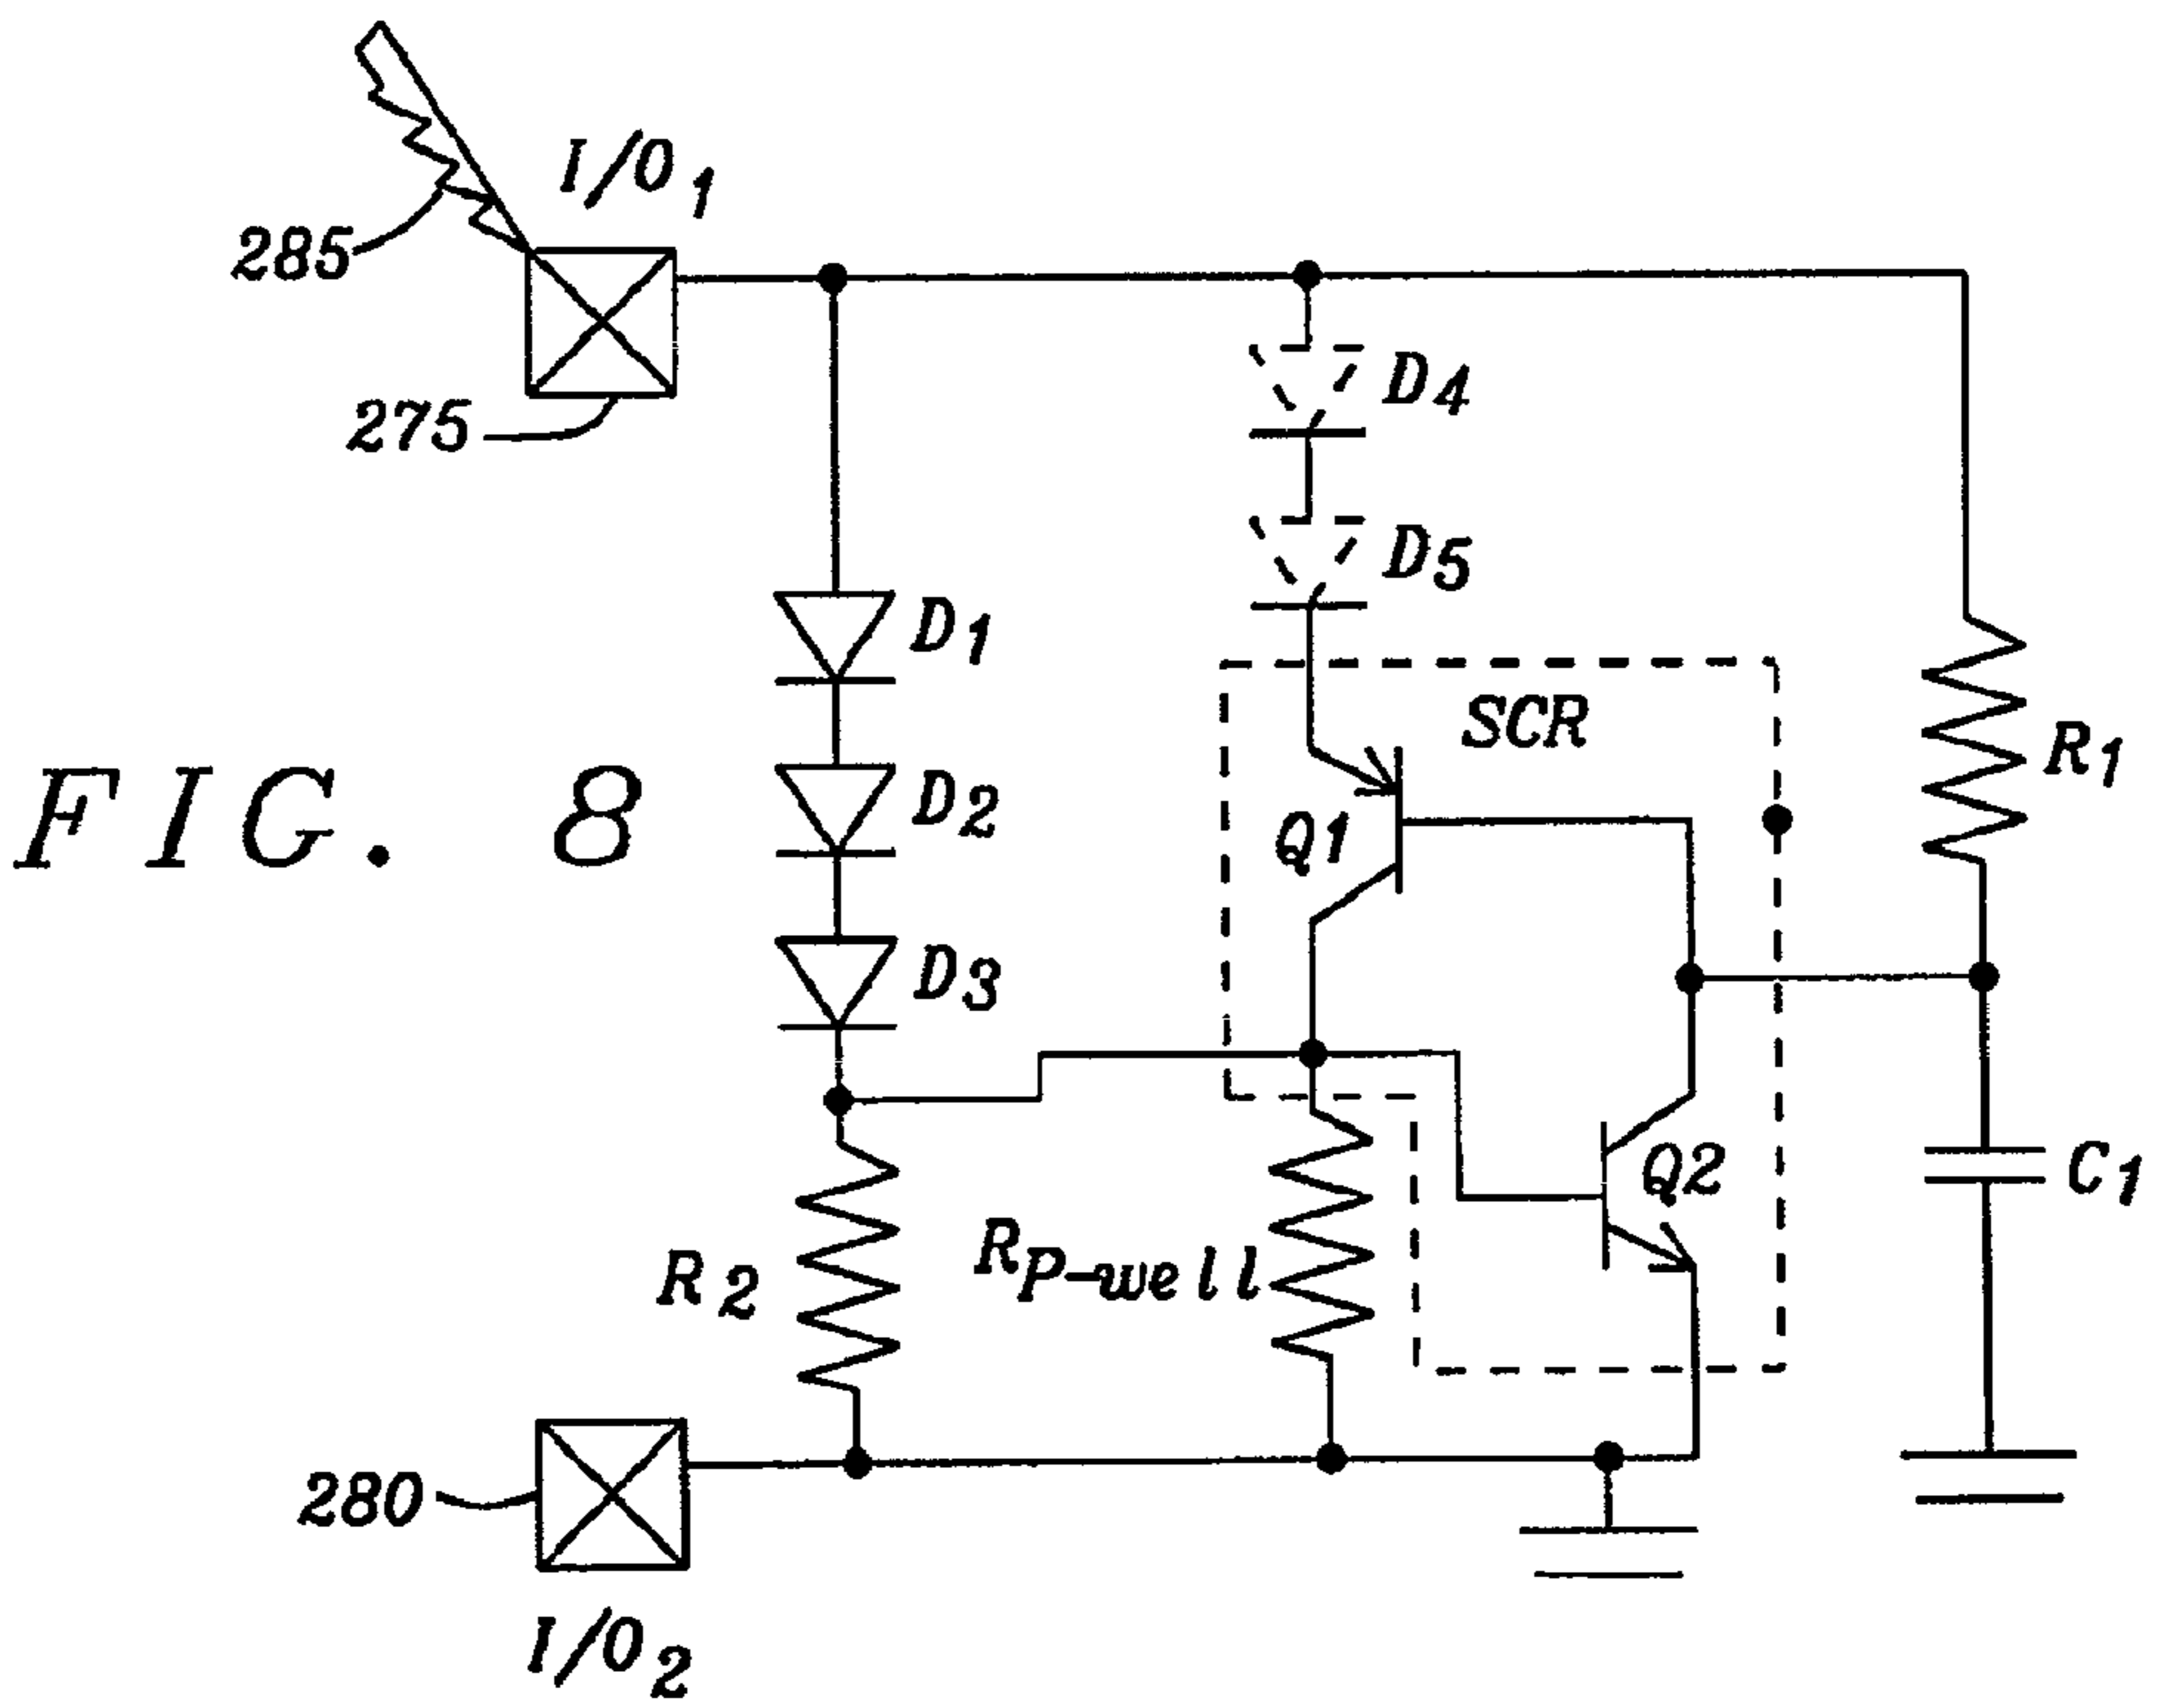 I/O1
285
275
D4
D5
D1
SCR
R1
FIG. 8
D2
Q1
D3
Q2
C1
R2
RP-well
280
I/O2